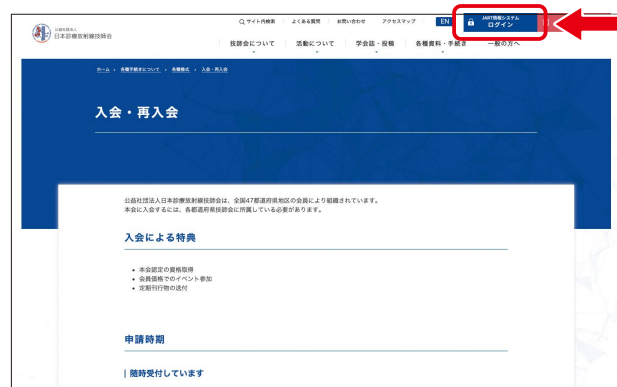 公益社団法人
日本診療放射線技師会
サイト内検索
よくある質問
お問い合わせ
アクセスマップ
EN
JART情報システム
ログイン
技師会について
活動について
学会誌・投稿
各種資料・手続き
一般の方へ
ホーム › 各種手続きについて › 各種様式 › 入会・再入会
入会・再入会
公益社団法人日本診療放射線技師会は、全国47都道府県地区の会員により組織されています。
本会に入会するには、各都道府県技師会に所属している必要があります。
入会による特典
• 本会認定の資格取得
• 会員価格でのイベント参加
• 定期刊行物の送付
申請時期
随時受付しています